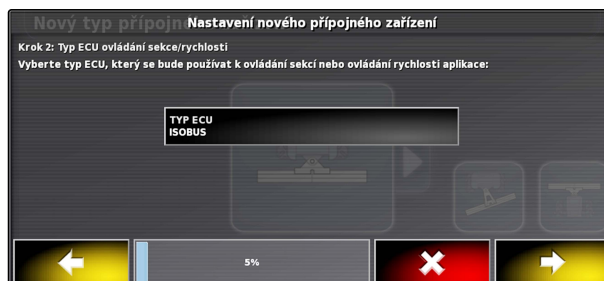 Nový typ přípojné
Nastavení nového přípojného zařízení
Krok 2: Typ ECU ovládání sekce/rychlosti
Vyberte typ ECU, který se bude používat k ovládání sekcí nebo ovládání rychlosti aplikace:
TYP ECU
ISOBUS
5%